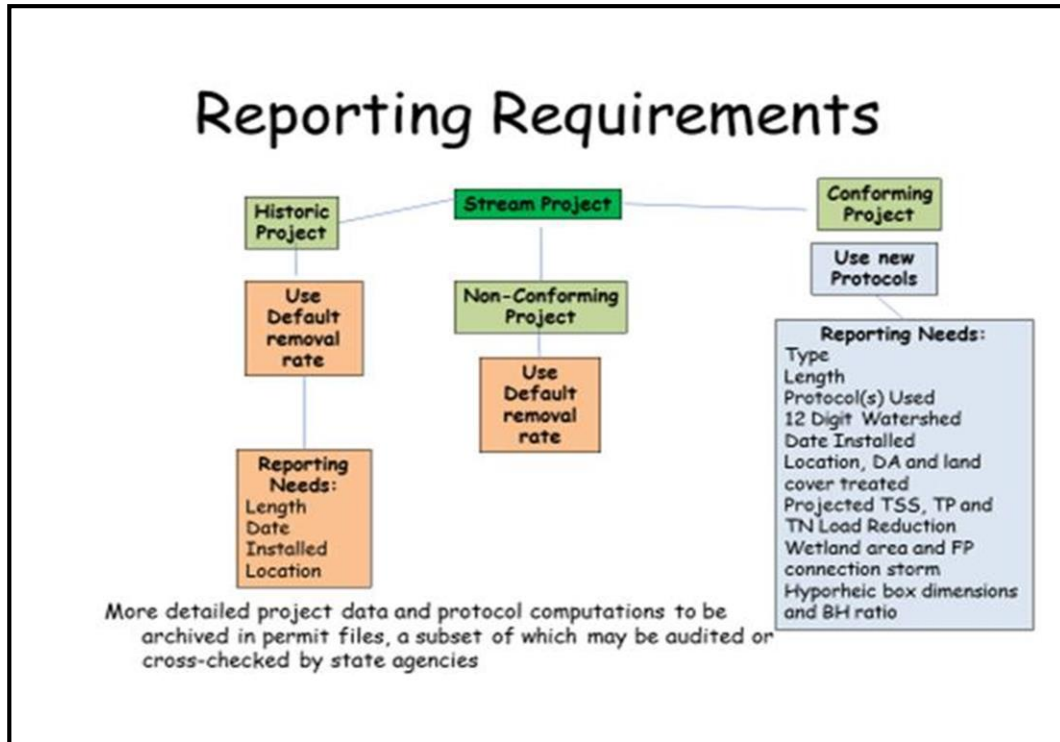 Reporting Requirements
Stream Project
Historic
Project
Use
Default
removal
rate
Reporting
Needs:
Length
Date
Installed
Location
Non-Conforming
Project
Use
Default
removal
rate
Conforming
Project
Use new
Protocols
Reporting Needs:
Type
Length
Protocol(s) Used
12 Digit Watershed
Date Installed
Location, DA and land
cover treated
Projected TSS, TP and
TN Load Reduction
Wetland area and FP
connection storm
Hyporheic box dimensions
and BH ratio
More detailed project data and protocol computations to be
archived in permit files, a subset of which may be audited or
cross-checked by state agencies